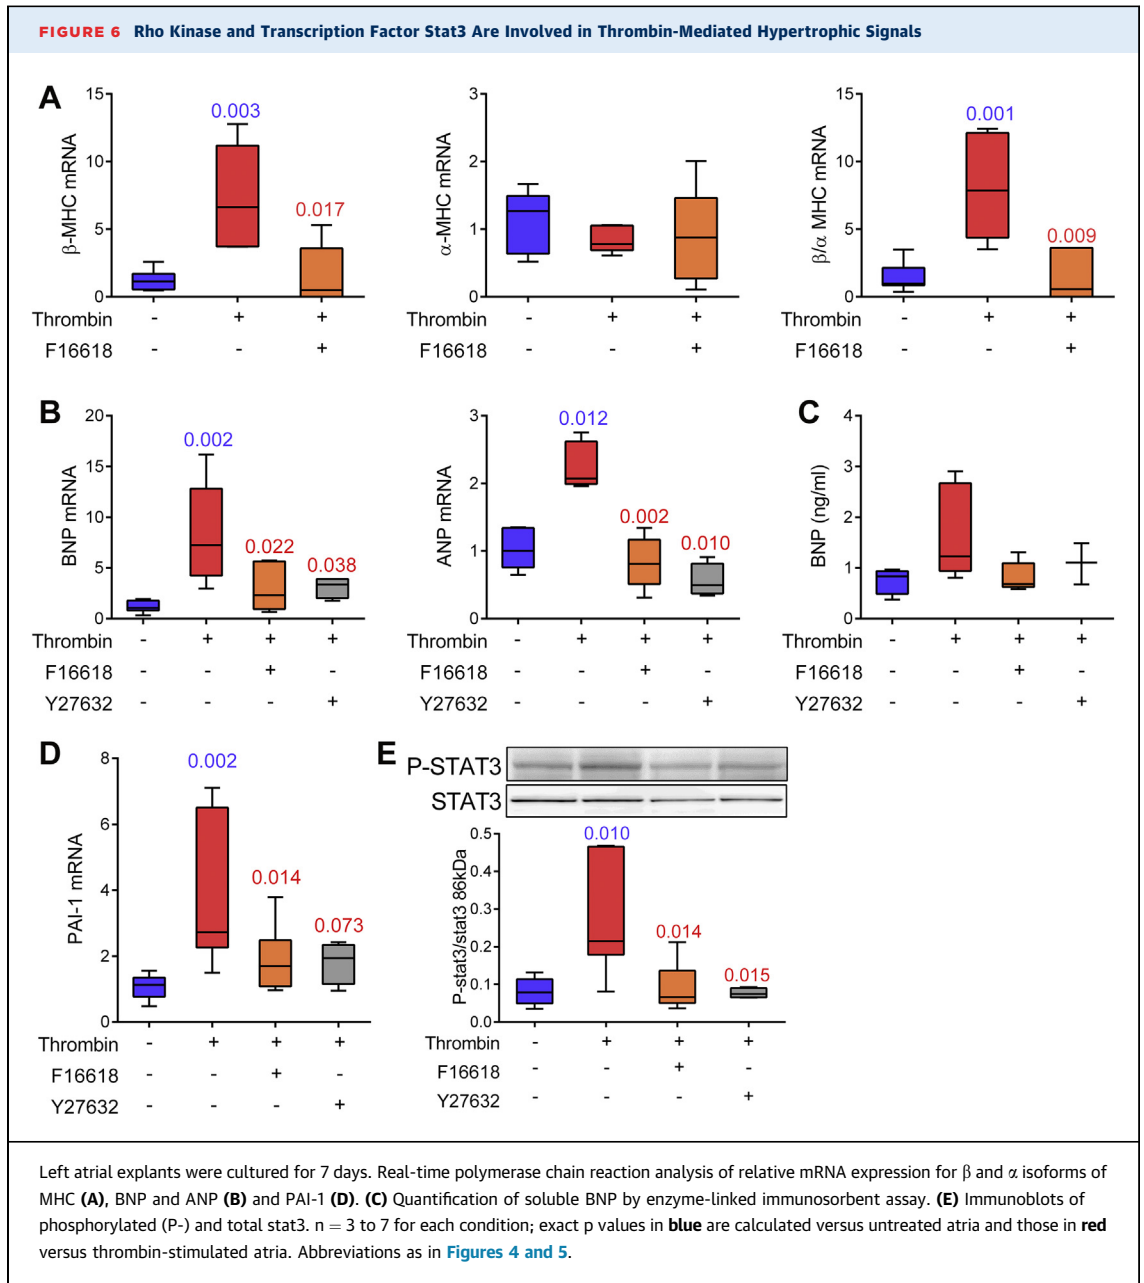 FIGURE 6 Rho Kinase and Transcription Factor Stat3 Are Involved in Thrombin-Mediated Hypertrophic Signals
A
β-MHC mRNA
15
10
5
0
0.003
0.017
Thrombin - + +
F16618 - - +
α-MHC mRNA
3
2
1
0
Thrombin - + +
F16618 - - +
β/α MHC mRNA
15
10
5
0
0.001
0.009
Thrombin - + +
F16618 - - +
B
BNP mRNA
20
15
10
5
0
0.002
0.022
0.038
Thrombin - + + +
F16618 - - + -
Y27632 - - - +
ANP mRNA
3
2
1
0
0.012
0.002
0.010
Thrombin - + + +
F16618 - - + -
Y27632 - - - +
C
BNP (ng/ml)
4
3
2
1
0
Thrombin - + + +
F16618 - - + -
Y27632 - - - +
D
PAI-1 mRNA
8
6
4
2
0
0.002
0.014
0.073
Thrombin - + + +
F16618 - - + -
Y27632 - - - +
E
P-STAT3
STAT3
P-stat3/stat3 86kDa
0.5
0.4
0.3
0.2
0.1
0.0
0.010
0.014
0.015
Thrombin - + + +
F16618 - - + -
Y27632 - - - +
Left atrial explants were cultured for 7 days. Real-time polymerase chain reaction analysis of relative mRNA expression for β and α isoforms of
MHC (A), BNP and ANP (B) and PAI-1 (D). (C) Quantification of soluble BNP by enzyme-linked immunosorbent assay. (E) Immunoblots of
phosphorylated (P-) and total stat3. n = 3 to 7 for each condition; exact p values in blue are calculated versus untreated atria and those in red
versus thrombin-stimulated atria. Abbreviations as in Figures 4 and 5.